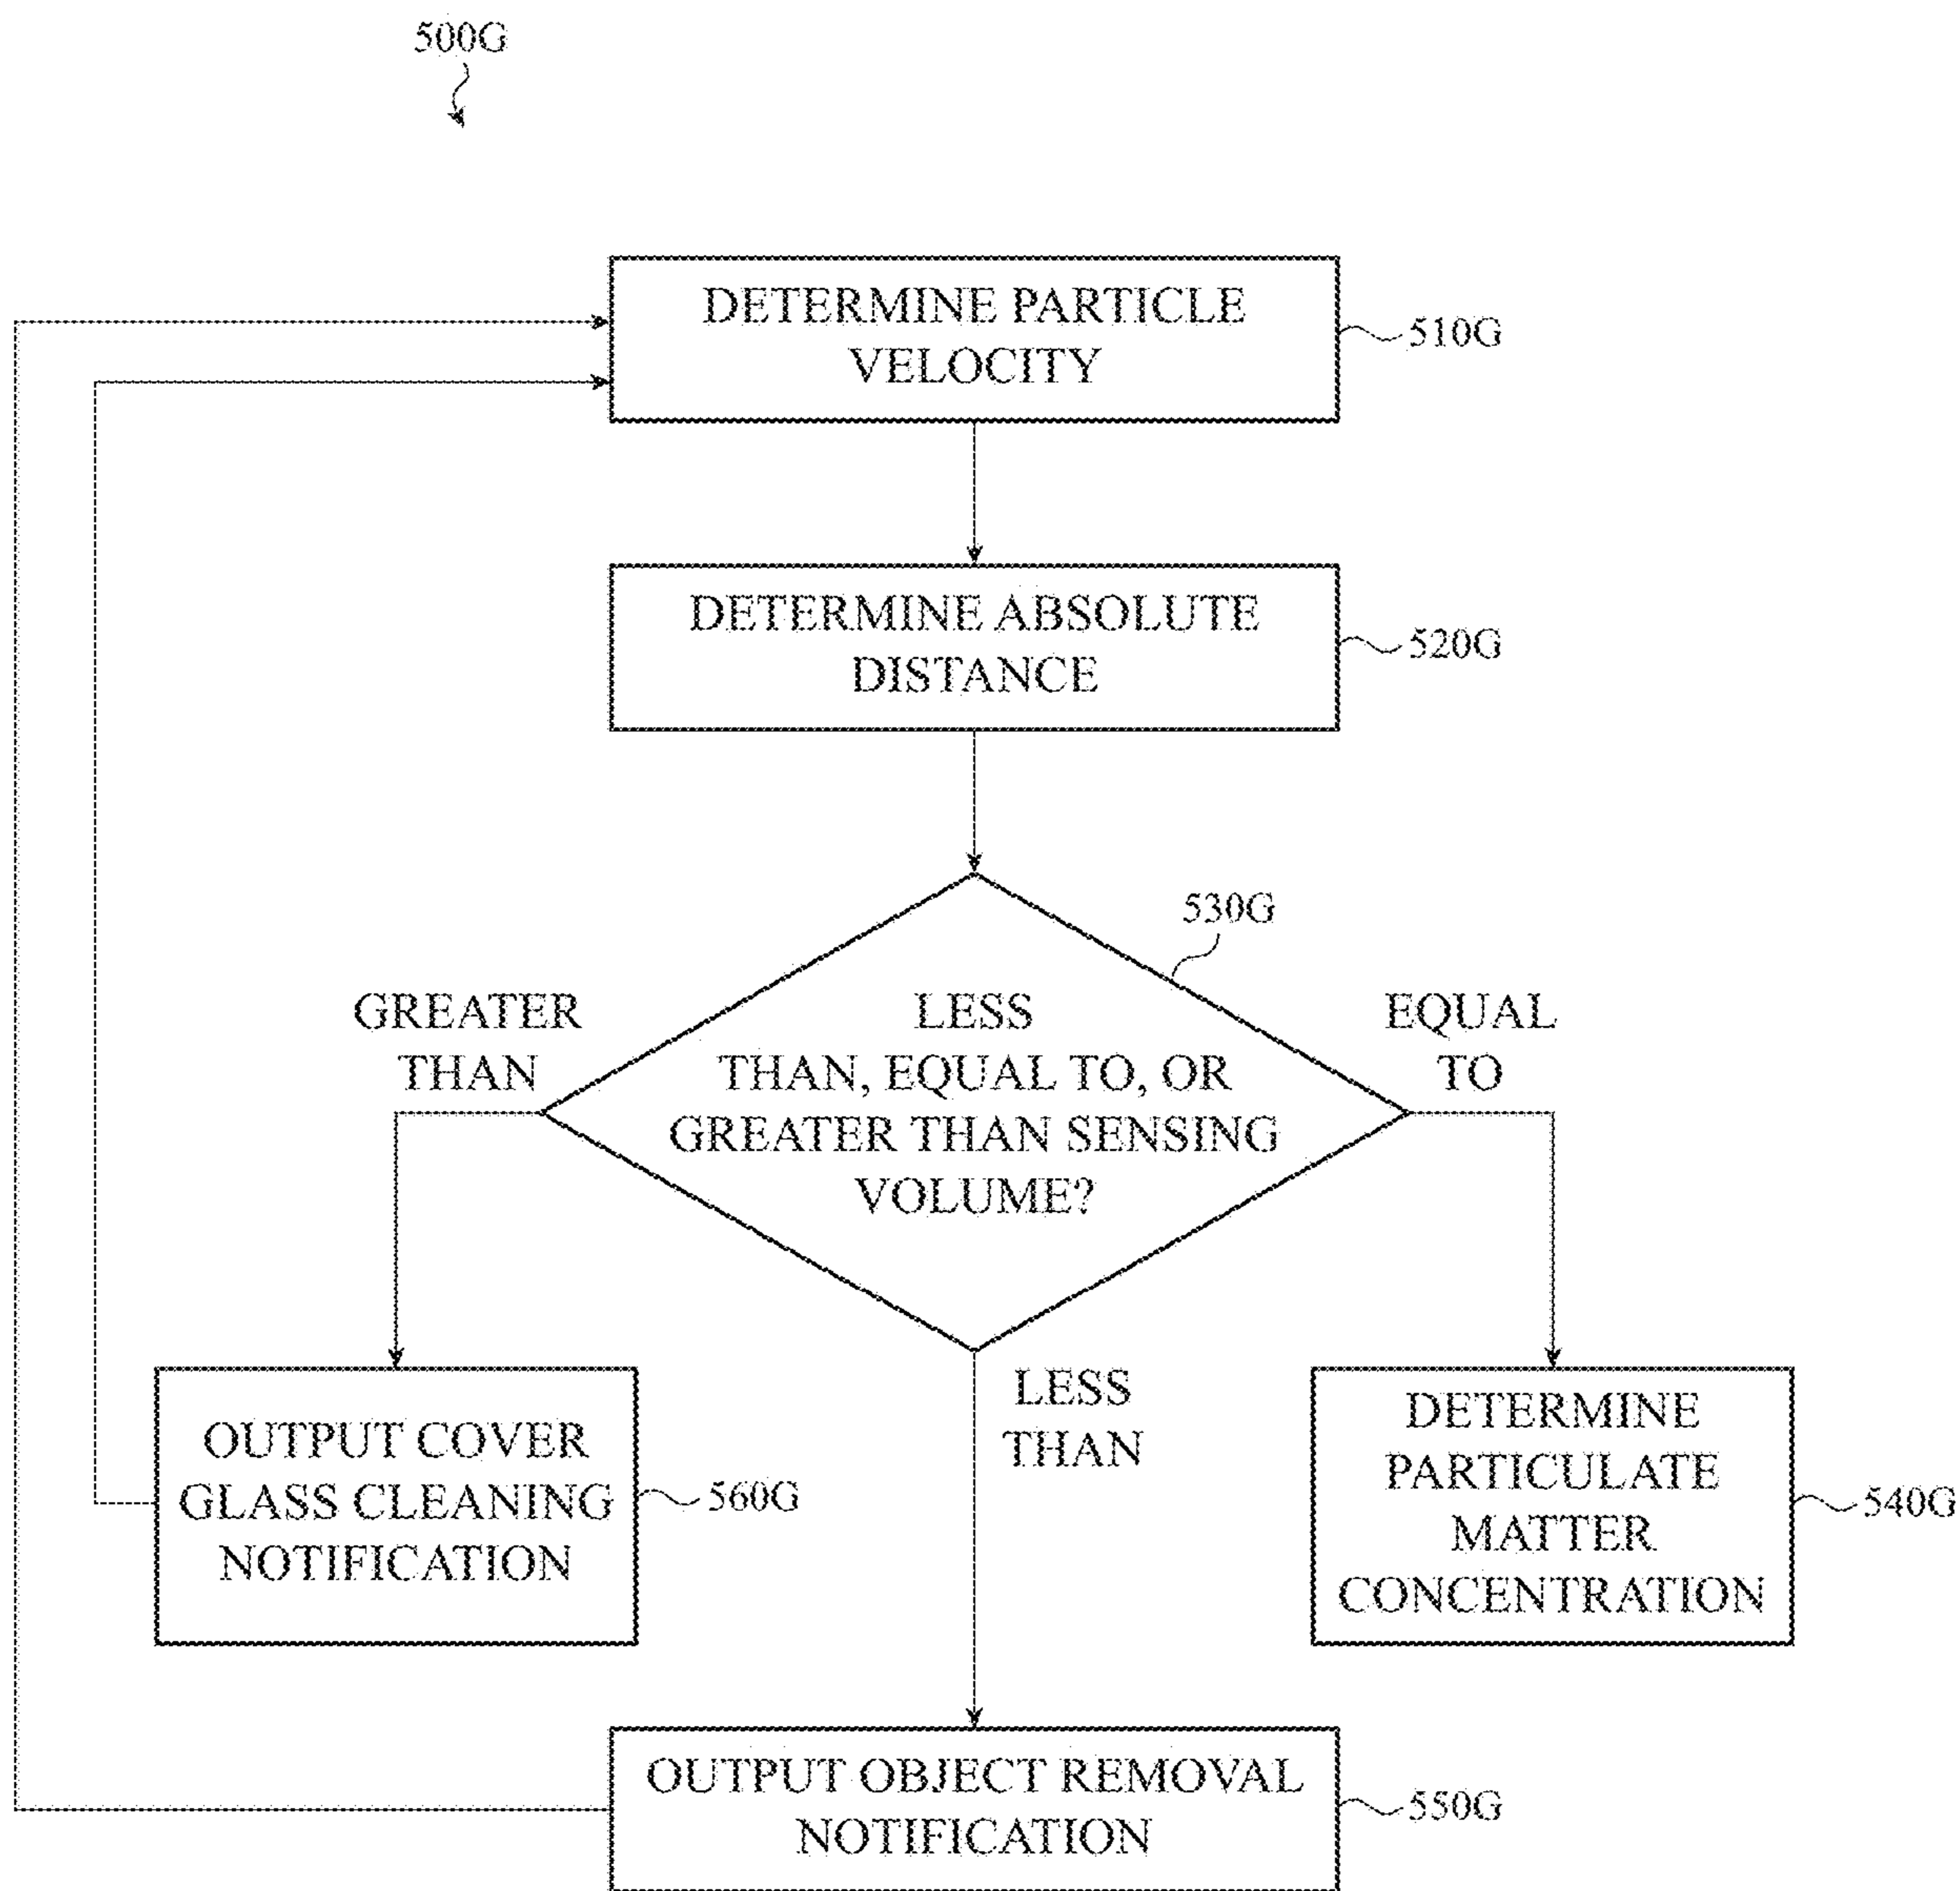 500G
DETERMINE PARTICLE
VELOCITY
510G
DETERMINE ABSOLUTE
DISTANCE
520G
530G
GREATER
THAN
LESS
THAN, EQUAL TO, OR
GREATER THAN SENSING
VOLUME?
EQUAL
TO
OUTPUT COVER
GLASS CLEANING
NOTIFICATION
560G
LESS
THAN
DETERMINE
PARTICULATE
MATTER
CONCENTRATION
540G
OUTPUT OBJECT REMOVAL
NOTIFICATION
550G